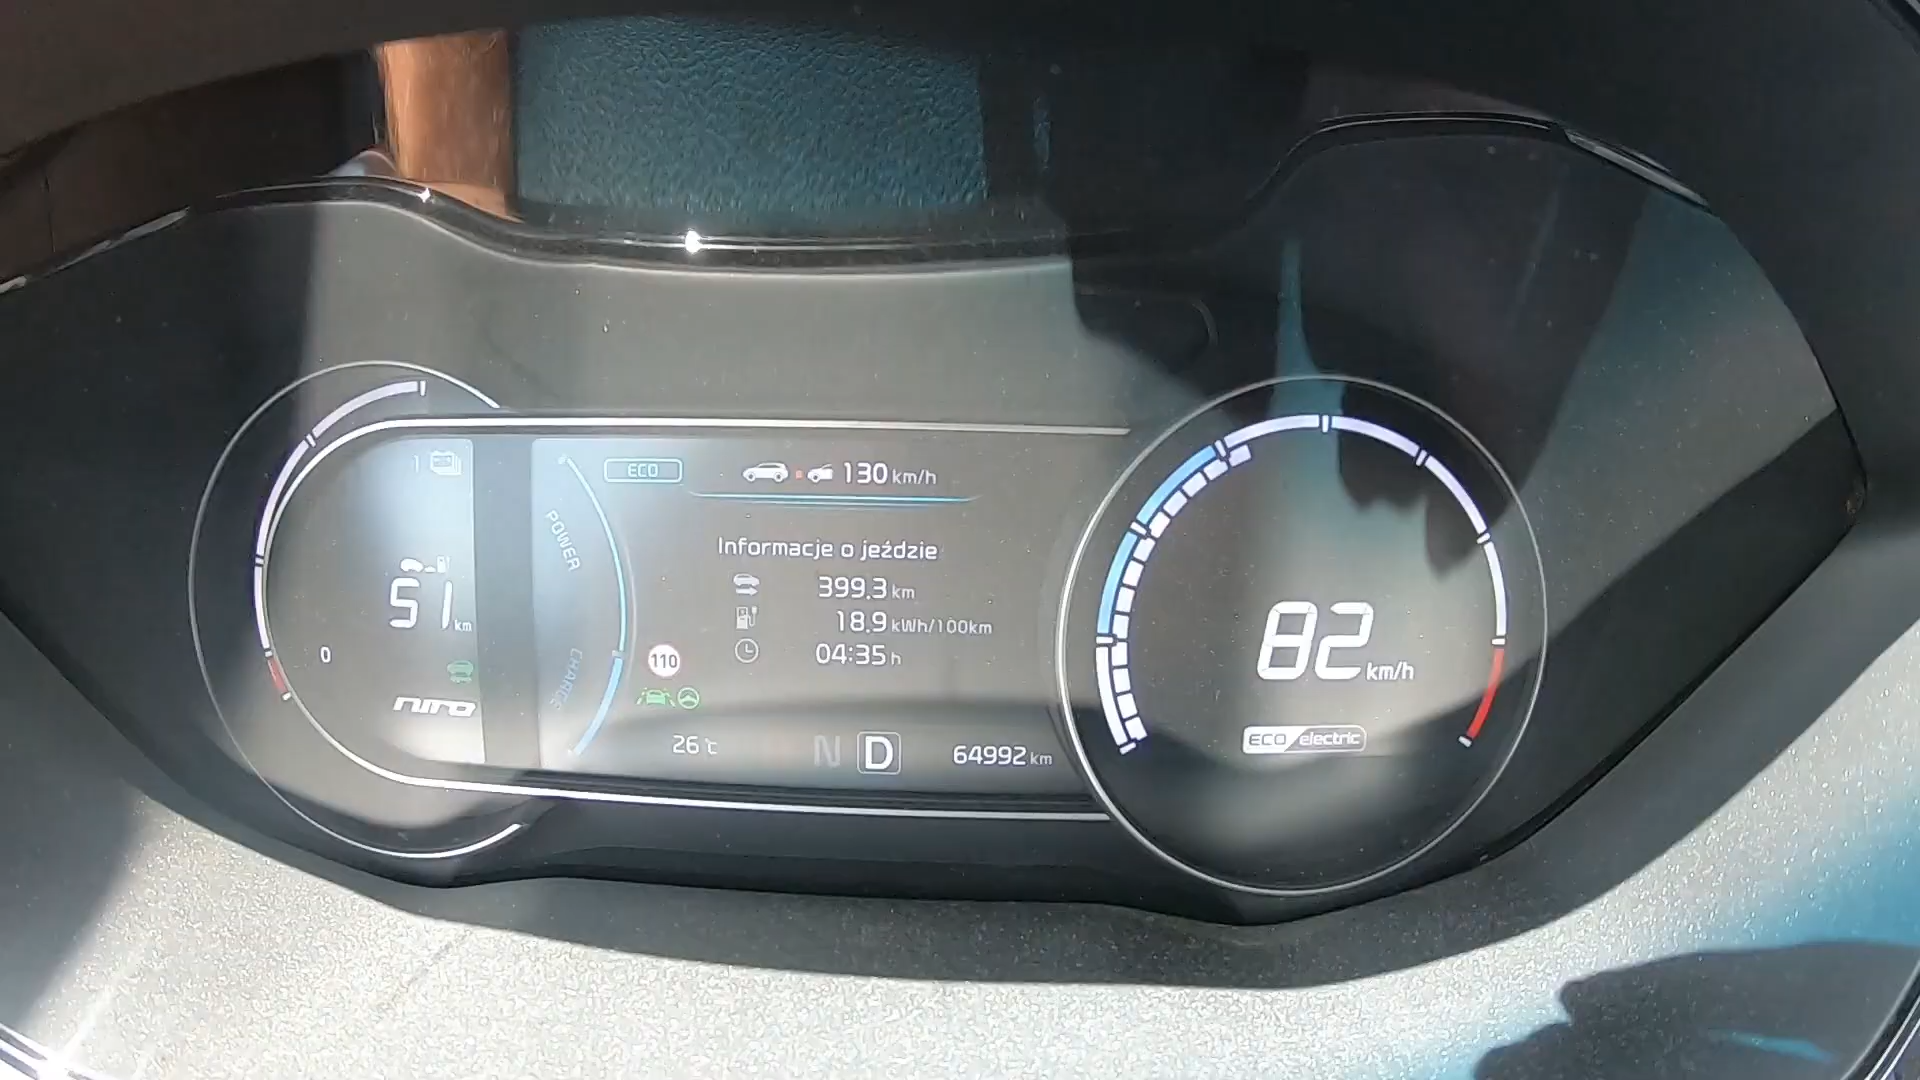 1
51 km
0
niro
POWER
CHARGE
ECO
130 km/h
Informacje o jeździe
399.3 km
18.9 kWh/100km
04:35 h
110
26 °C
N D
64992 km
82 km/h
ECO electric